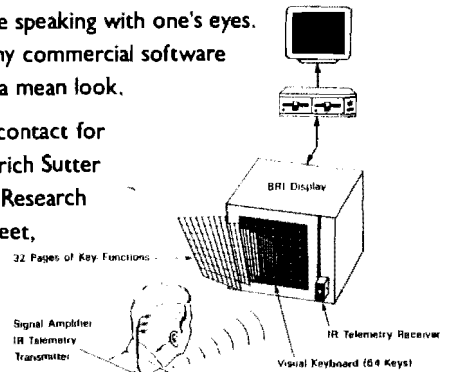 e speaking with one's eyes.
ny commercial software
a mean look.
contact for
rich Sutter
Research
eet,
BRI Display
32 Pages of Key Functions
Signal Amplifier
IR Telemetry
Transmitter
IR Telemetry Receiver
Visual Keyboard (64 Keys)